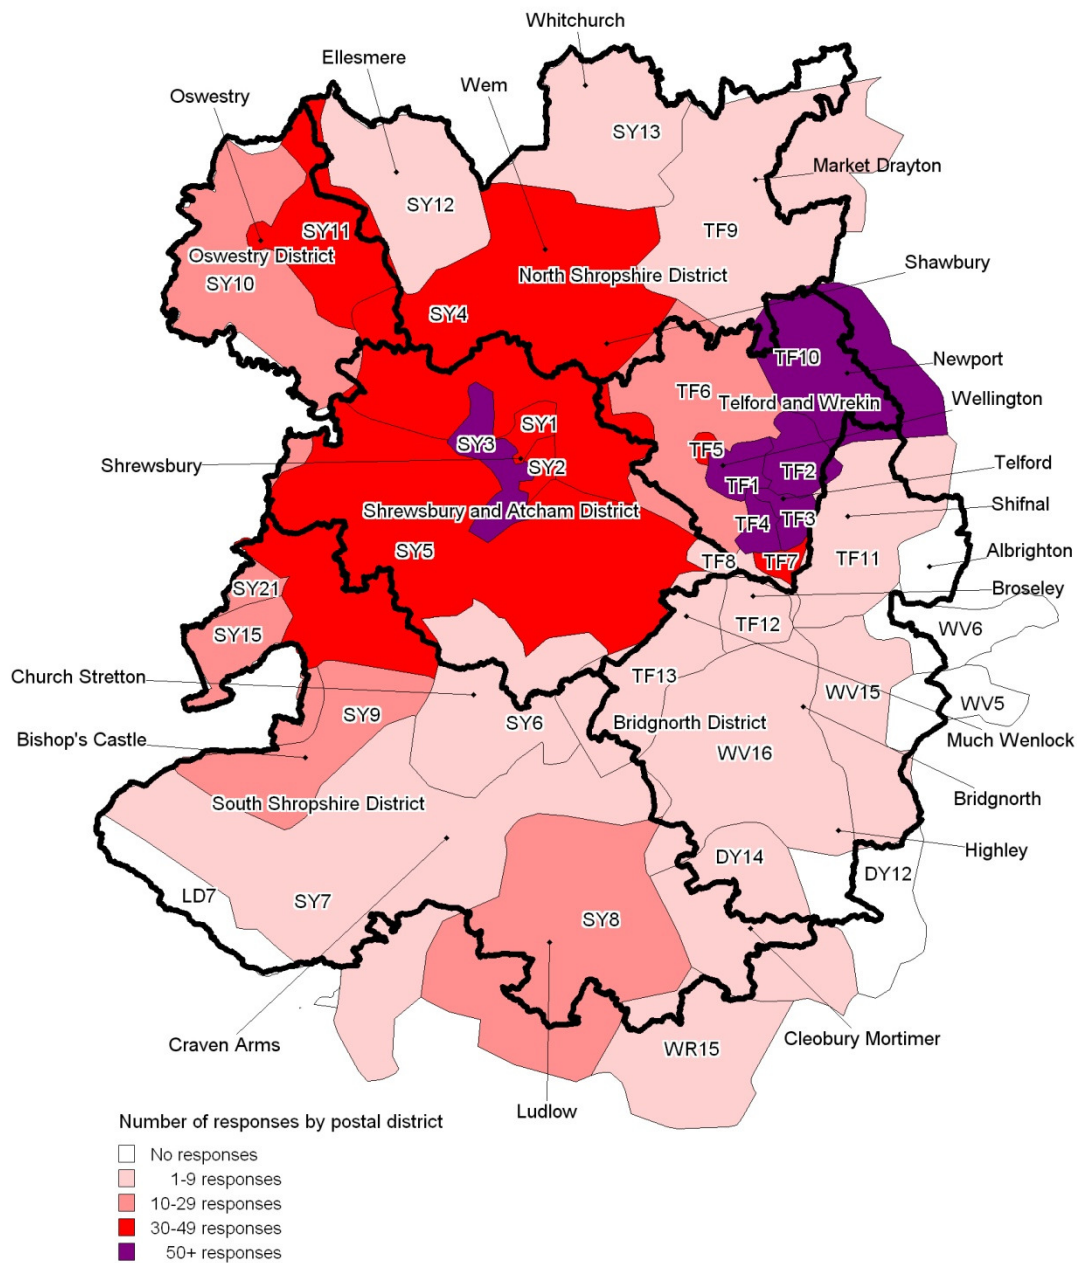 Whitchurch
Ellesmere
Wem
Oswestry
SY13
Market Drayton
SY12
SY11
TF9
Oswestry District
SY10
North Shropshire District
Shawbury
SY4
TF10
Newport
TF6
Telford and Wrekin
Wellington
SY1
SY3
TF5
Shrewsbury
SY2
TF2
Telford
TF1
Shrewsbury and Atcham District
TF4
TF3
Shifnal
SY5
TF8
TF7
TF11
Albrighton
SY21
Broseley
SY15
TF12
WV6
Church Stretton
TF13
WV15
WV5
SY9
SY6
Bridgnorth District
Bishop's Castle
WV16
Much Wenlock
South Shropshire District
Bridgnorth
Highley
DY14
DY12
LD7
SY7
SY8
Craven Arms
WR15
Cleobury Mortimer
Ludlow
Number of responses by postal district
No responses
1-9 responses
10-29 responses
30-49 responses
50+ responses